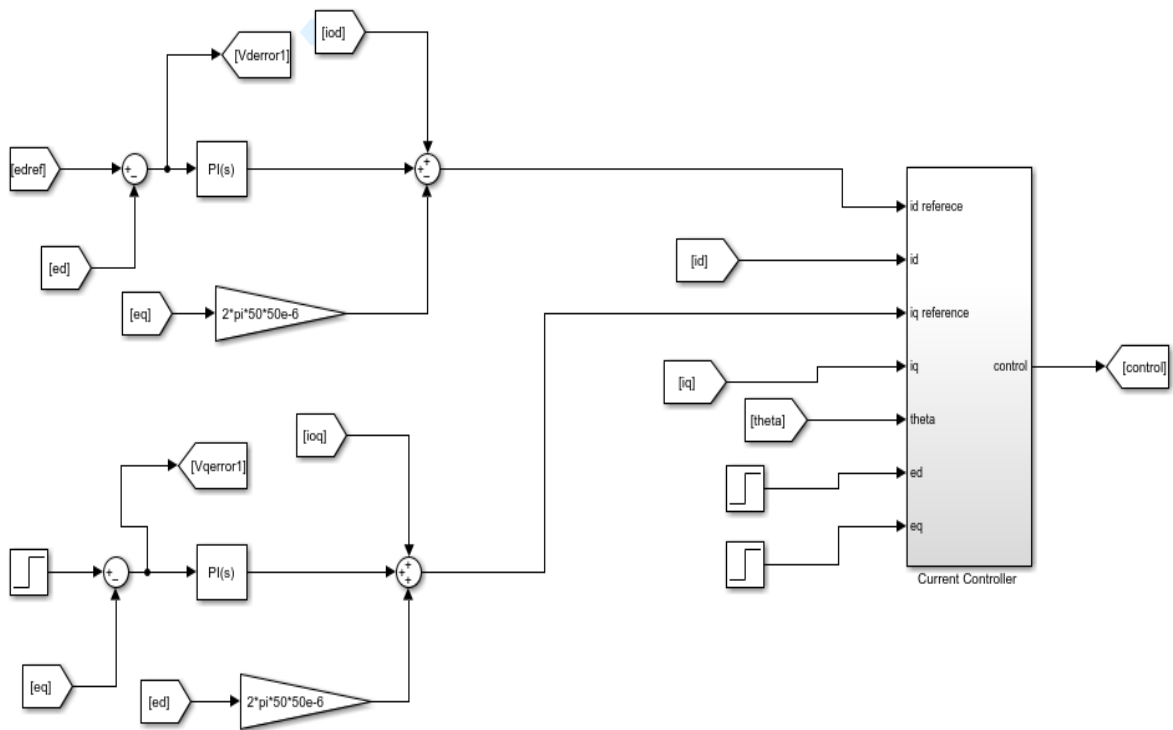 [iod]
[Vderror1]
[edref]
+
−
PI(s)
+
+
−
id referece
[ed]
[id]
id
[eq]
2*pi*50*50e-6
iq reference
[iq]
iq
control
[control]
[theta]
theta
[ioq]
[Vqerror1]
ed
eq
+
−
PI(s)
+
+
+
Current Controller
[eq]
[ed]
2*pi*50*50e-6